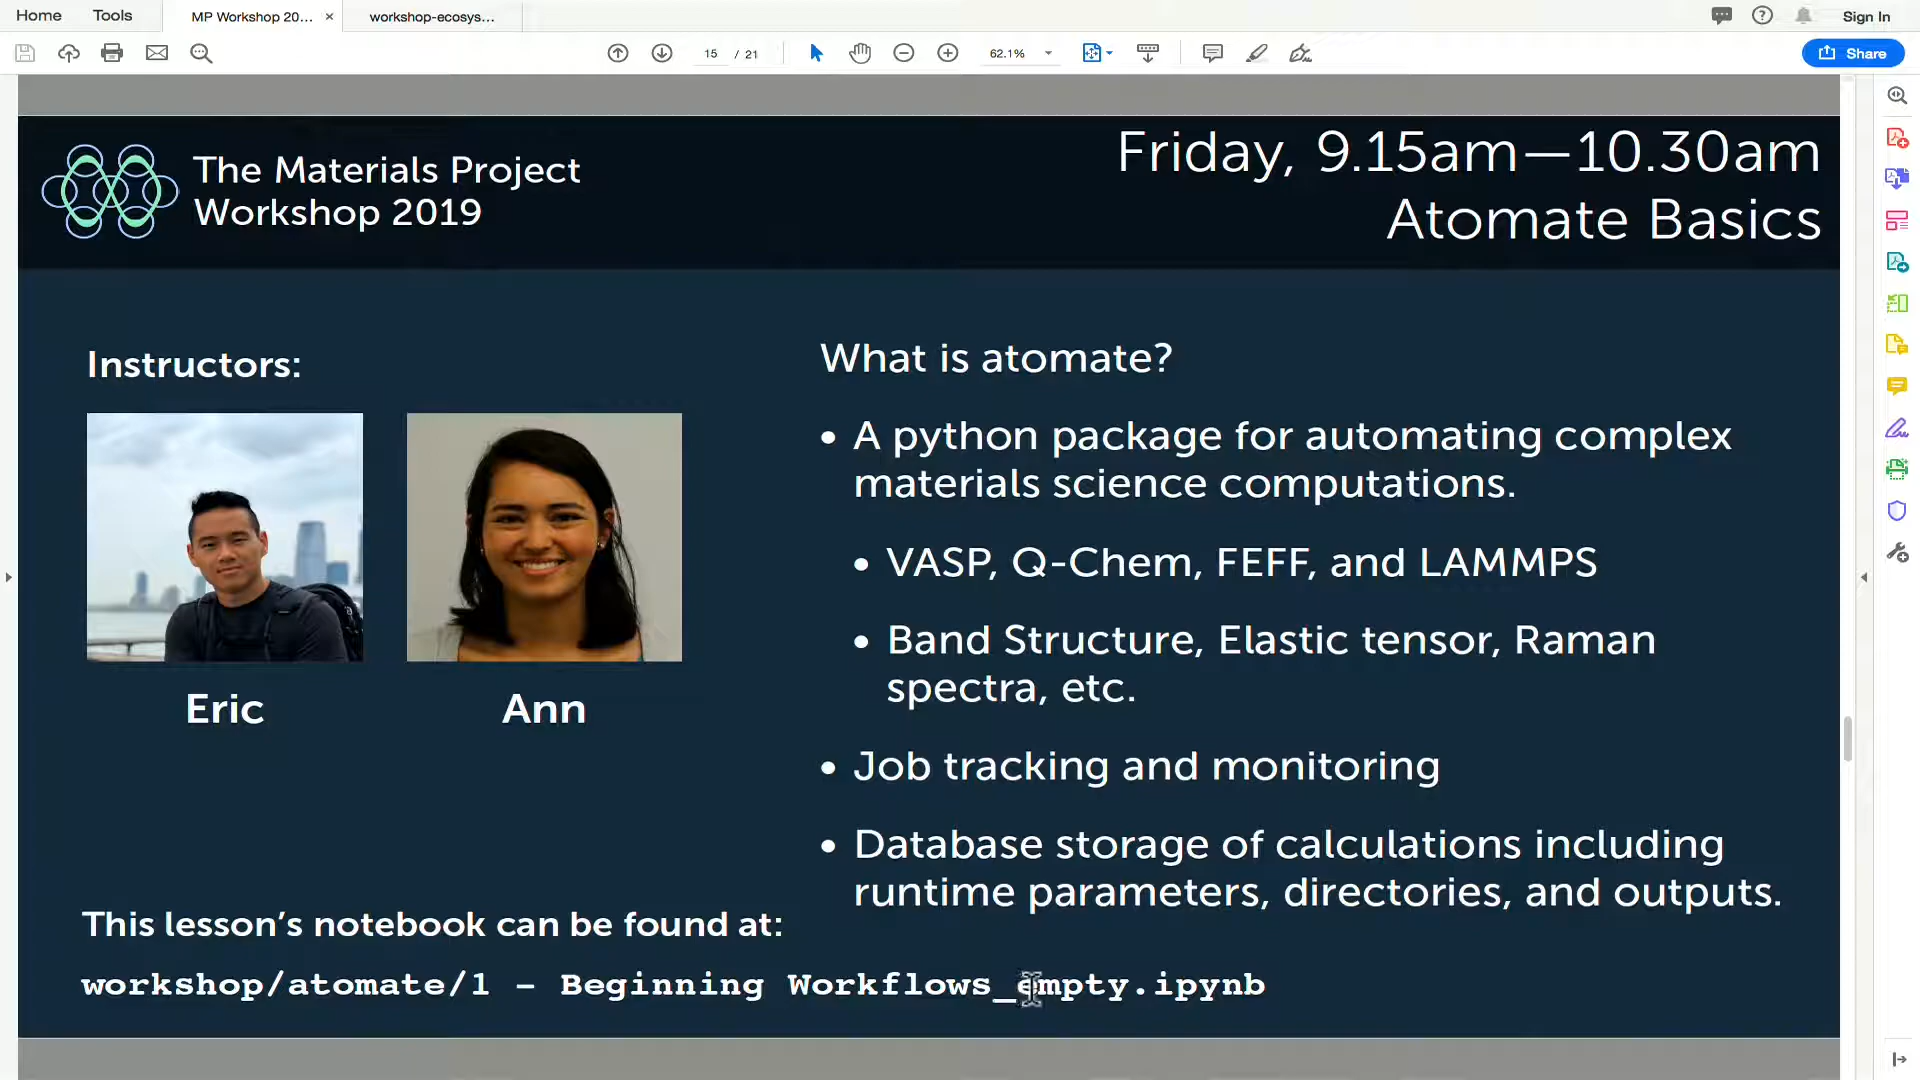 Home Tools MP Workshop 20... × workshop-ecosys... Sign In
15 / 21 62.1% Share
The Materials Project
Workshop 2019
Friday, 9.15am—10.30am
Atomate Basics
Instructors:
Eric Ann
What is atomate?
• A python package for automating complex
materials science computations.
• VASP, Q-Chem, FEFF, and LAMMPS
• Band Structure, Elastic tensor, Raman
spectra, etc.
• Job tracking and monitoring
• Database storage of calculations including
runtime parameters, directories, and outputs.
This lesson’s notebook can be found at:
workshop/atomate/1 – Beginning Workflows_empty.ipynb